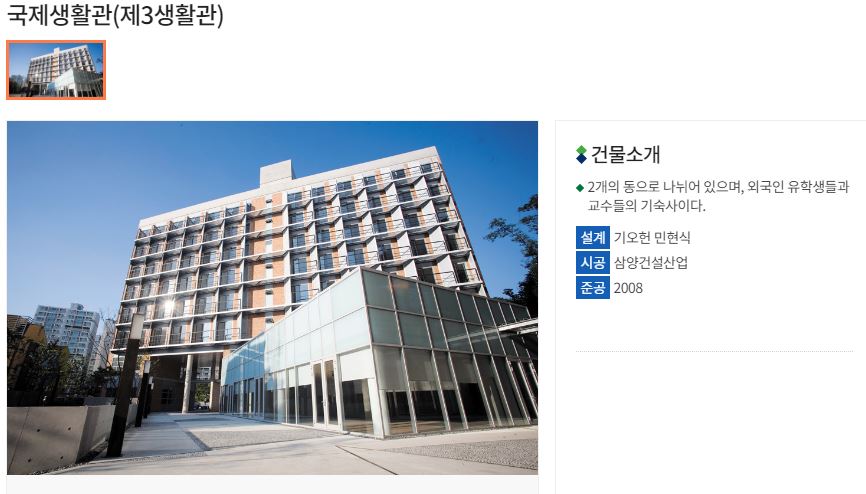 국제생활관(제3생활관)
건물소개
2개의 동으로 나뉘어 있으며, 외국인 유학생들과
교수들의 기숙사이다.
설계 기오헌 민현식
시공 삼양건설산업
준공 2008